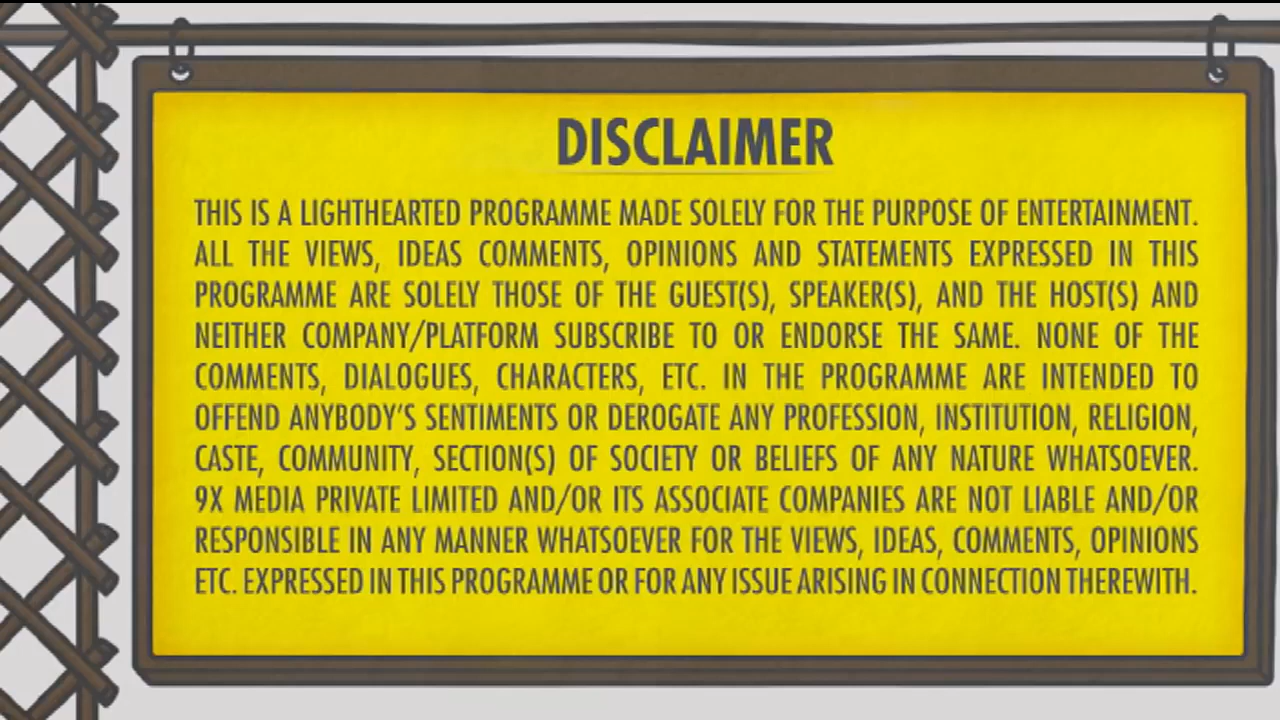 DISCLAIMER
THIS IS A LIGHTHEARTED PROGRAMME MADE SOLELY FOR THE PURPOSE OF ENTERTAINMENT.
ALL THE VIEWS, IDEAS COMMENTS, OPINIONS AND STATEMENTS EXPRESSED IN THIS
PROGRAMME ARE SOLELY THOSE OF THE GUEST(S), SPEAKER(S), AND THE HOST(S) AND
NEITHER COMPANY/PLATFORM SUBSCRIBE TO OR ENDORSE THE SAME. NONE OF THE
COMMENTS, DIALOGUES, CHARACTERS, ETC. IN THE PROGRAMME ARE INTENDED TO
OFFEND ANYBODY'S SENTIMENTS OR DEROGATE ANY PROFESSION, INSTITUTION, RELIGION,
CASTE, COMMUNITY, SECTION(S) OF SOCIETY OR BELIEFS OF ANY NATURE WHATSOEVER.
9X MEDIA PRIVATE LIMITED AND/OR ITS ASSOCIATE COMPANIES ARE NOT LIABLE AND/OR
RESPONSIBLE IN ANY MANNER WHATSOEVER FOR THE VIEWS, IDEAS, COMMENTS, OPINIONS
ETC. EXPRESSED IN THIS PROGRAMME OR FOR ANY ISSUE ARISING IN CONNECTION THEREWITH.